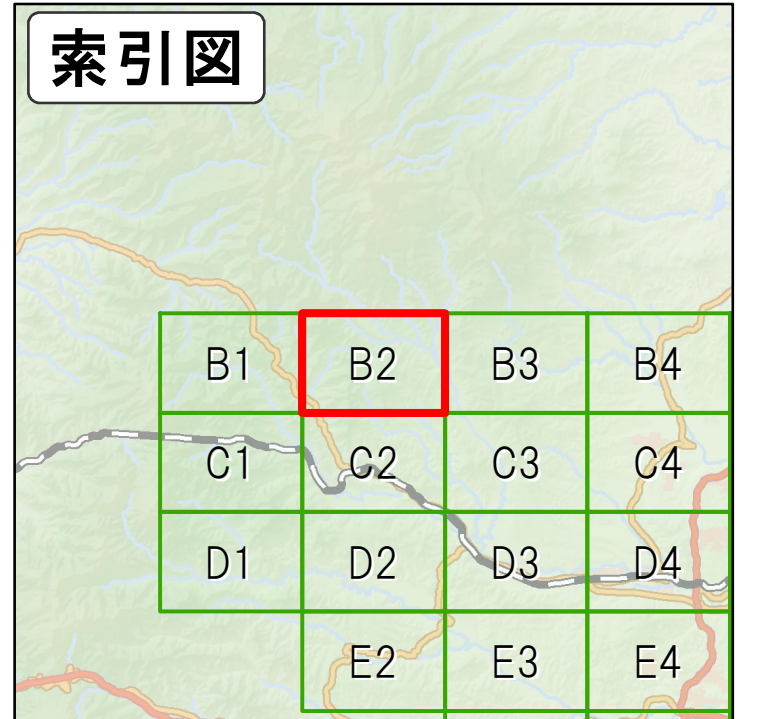 索引図
B1 B2 B3 B4
C1 C2 C3 C4
D1 D2 D3 D4
E2 E3 E4